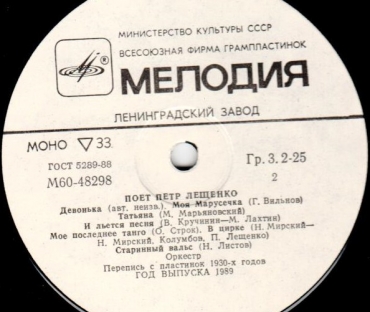 МИНИСТЕРСТВО КУЛЬТУРЫ СССР
ВСЕСОЮЗНАЯ ФИРМА ГРАМПЛАСТИНОК
МЕЛОДИЯ
ЛЕНИНГРАДСКИЙ ЗАВОД
МОНО ▽ 33
ГОСТ 5289-88
М60-48298
Гр. 3. 2-25
2
ПОЕТ ПЕТР ЛЕЩЕНКО
Девонька (авт. неизв.). Моя Марусечка (Г. Вильнов)
Татьяна (М. Марьяновский)
И льется песня (В. Кручинин—М. Лахтин)
Мое последнее танго (О. Строк). В цирке (Н. Мирский—
Н. Мирский, Колумбов, П. Лещенко)
Старинный вальс (Н. Листов)
Оркестр
Перепись с пластинок 1930-х годов
ГОД ВЫПУСКА 1989